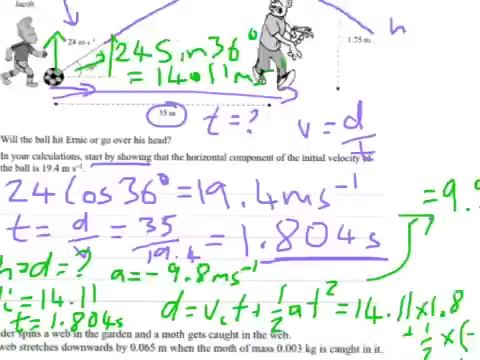 Jacob
24 m s⁻¹
24 Sin 36°
= 14.11 ms⁻¹
1.75 m
h
35 m
t = ?
v = d/t
Will the ball hit Ernie or go over his head?
In your calculations, start by showing that the horizontal component of the initial velocity of
the ball is 19.4 m s⁻¹.
24 Cos 36° = 19.4 ms⁻¹
= 9.9
t = d/v = 35/19.4 = 1.804 s
h = d = ? a = -9.8 ms⁻¹
= 14.11 d = vᵢt + ½at² = 14.11 × 1.8
t = 1.804s + ½ × (-
spins a web in the garden and a moth gets caught in the web.
web stretches downwards by 0.065 m when the moth of mass 0.003 kg is caught in it.